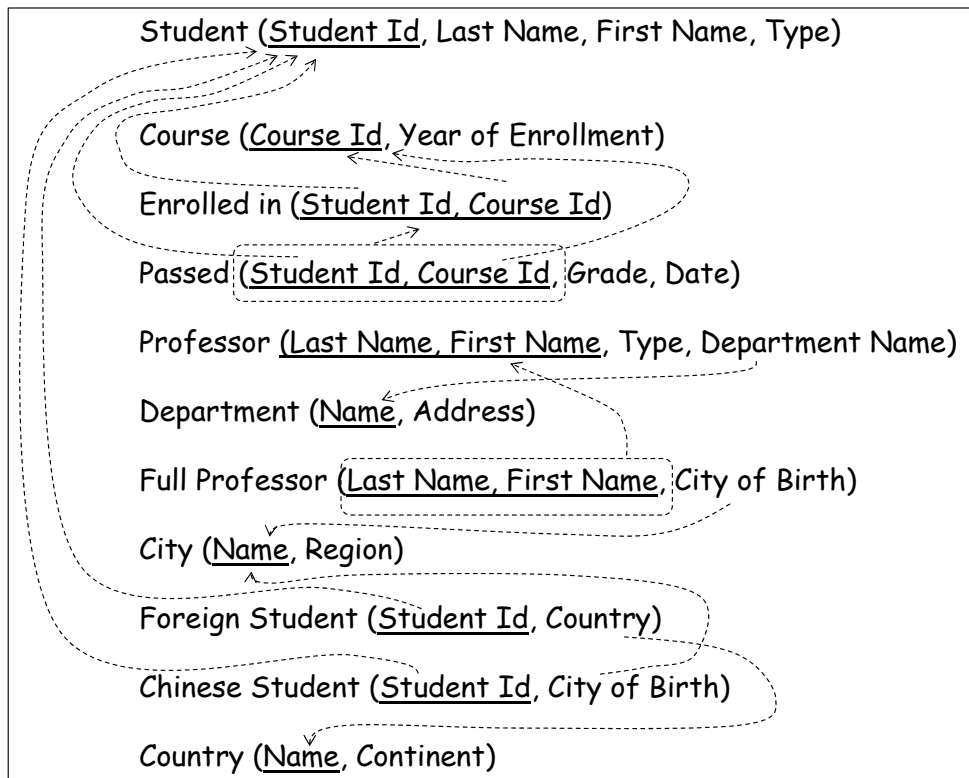 Student (Student Id, Last Name, First Name, Type)
Course (Course Id, Year of Enrollment)
Enrolled in (Student Id, Course Id)
Passed (Student Id, Course Id, Grade, Date)
Professor (Last Name, First Name, Type, Department Name)
Department (Name, Address)
Full Professor (Last Name, First Name, City of Birth)
City (Name, Region)
Foreign Student (Student Id, Country)
Chinese Student (Student Id, City of Birth)
Country (Name, Continent)